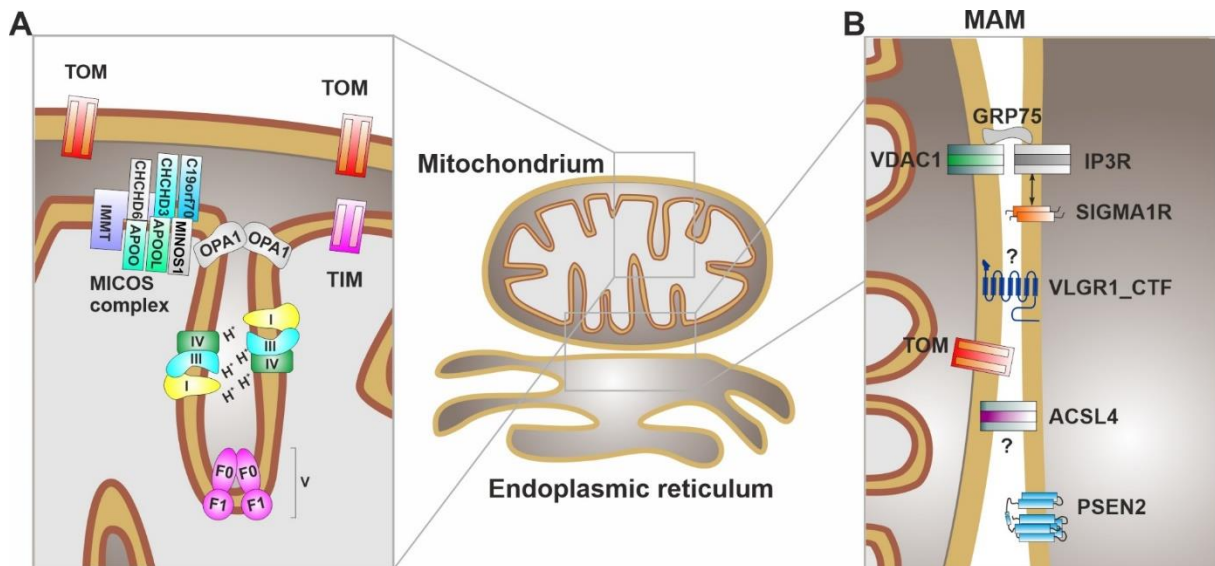 A
TOM
TOM
CHCHD6
CHCHD3
C19orf70
IMMT
APOO
APOOL
MINOS1
OPA1
OPA1
MICOS
complex
TIM
I
IV
H⁺
III
H⁺
III
H⁺
H⁺
IV
I
H⁺
H⁺
F0
F0
F1
F1
V
Mitochondrium
Endoplasmic reticulum
B
MAM
GRP75
VDAC1
IP3R
SIGMA1R
?
VLGR1_CTF
TOM
ACSL4
?
PSEN2